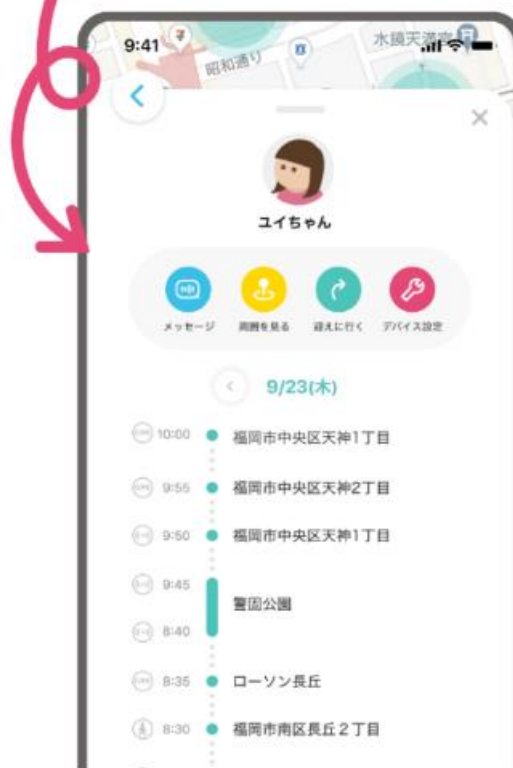 9:41
水鏡天満宮
昭和通り
ユイちゃん
メッセージ
周囲を見る
迎えに行く
デバイス設定
9/23(木)
10:00 福岡市中央区天神1丁目
9:55 福岡市中央区天神2丁目
9:50 福岡市中央区天神1丁目
9:45
警固公園
8:40
8:35 ローソン長丘
8:30 福岡市南区長丘2丁目